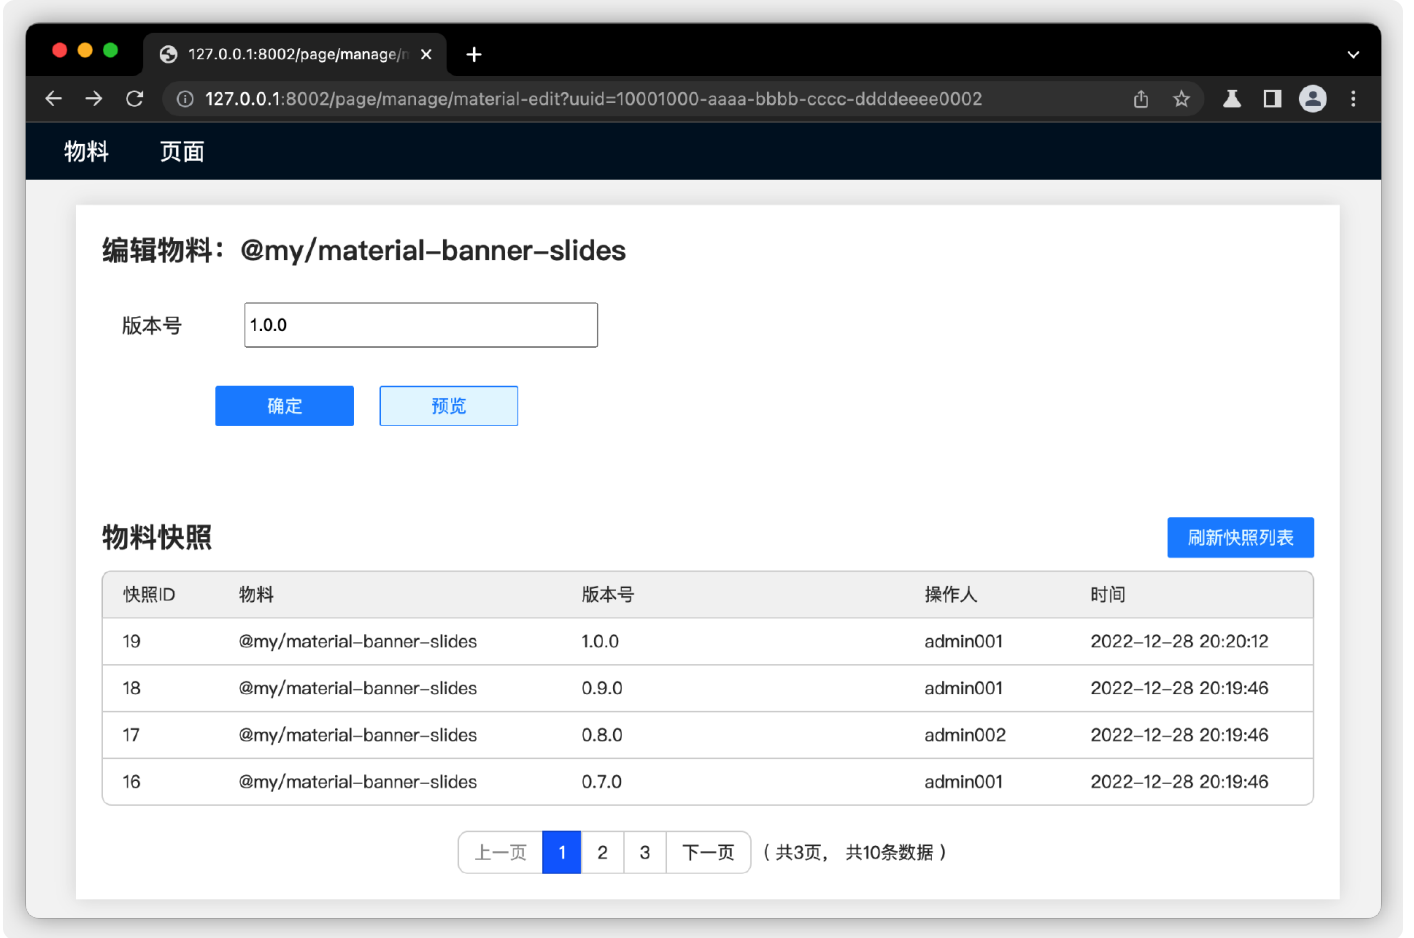 127.0.0.1:8002/page/manage/
127.0.0.1:8002/page/manage/material-edit?uuid=10001000-aaaa-bbbb-cccc-ddddeeee0002
物料 页面
编辑物料：@my/material-banner-slides
版本号 1.0.0
确定 预览
物料快照 刷新快照列表
快照ID 物料 版本号 操作人 时间
19 @my/material-banner-slides 1.0.0 admin001 2022-12-28 20:20:12
18 @my/material-banner-slides 0.9.0 admin001 2022-12-28 20:19:46
17 @my/material-banner-slides 0.8.0 admin002 2022-12-28 20:19:46
16 @my/material-banner-slides 0.7.0 admin001 2022-12-28 20:19:46
上一页 1 2 3 下一页 （ 共3页， 共10条数据 ）